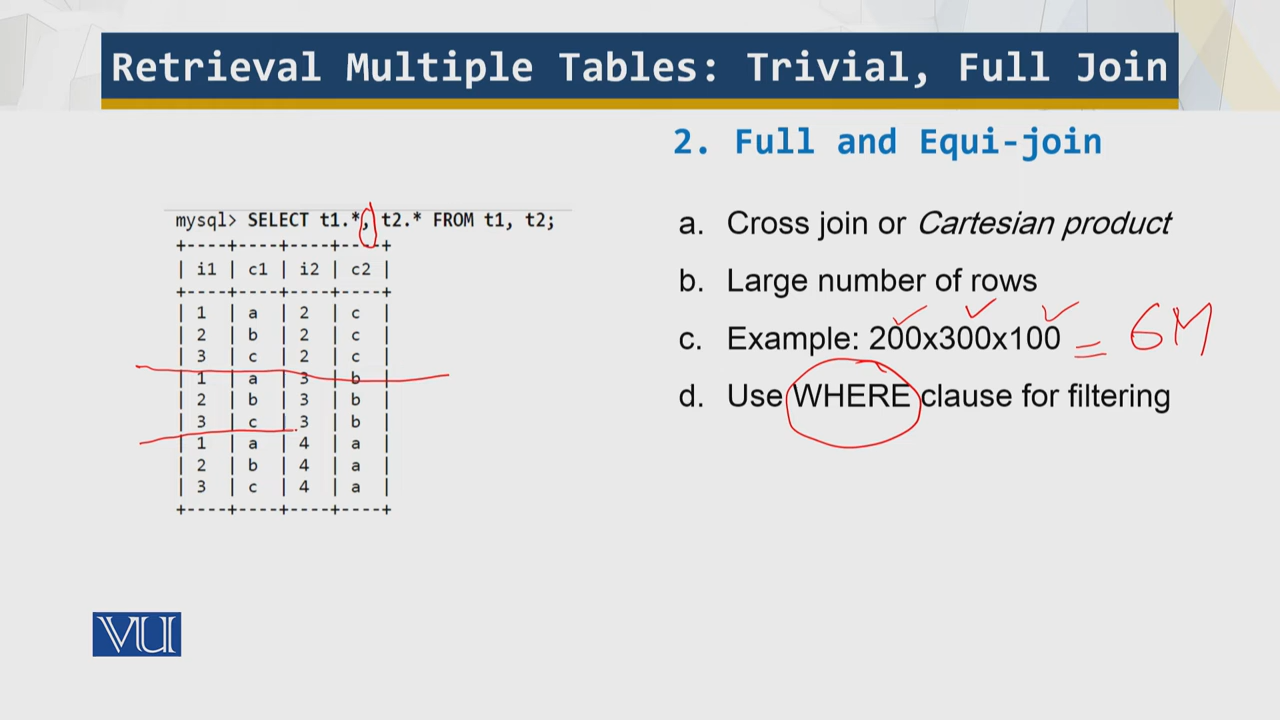 Retrieval Multiple Tables: Trivial, Full Join
2. Full and Equi-join
mysql> SELECT t1.*, t2.* FROM t1, t2;
+----+----+----+----+
| i1 | c1 | i2 | c2 |
+----+----+----+----+
| 1 | a | 2 | c |
| 2 | b | 2 | c |
| 3 | c | 2 | c |
| 1 | a | 3 | b |
| 2 | b | 3 | b |
| 3 | c | 3 | b |
| 1 | a | 4 | a |
| 2 | b | 4 | a |
| 3 | c | 4 | a |
+----+----+----+----+
a. Cross join or Cartesian product
b. Large number of rows
c. Example: 200x300x100 = 6M
d. Use WHERE clause for filtering
VU